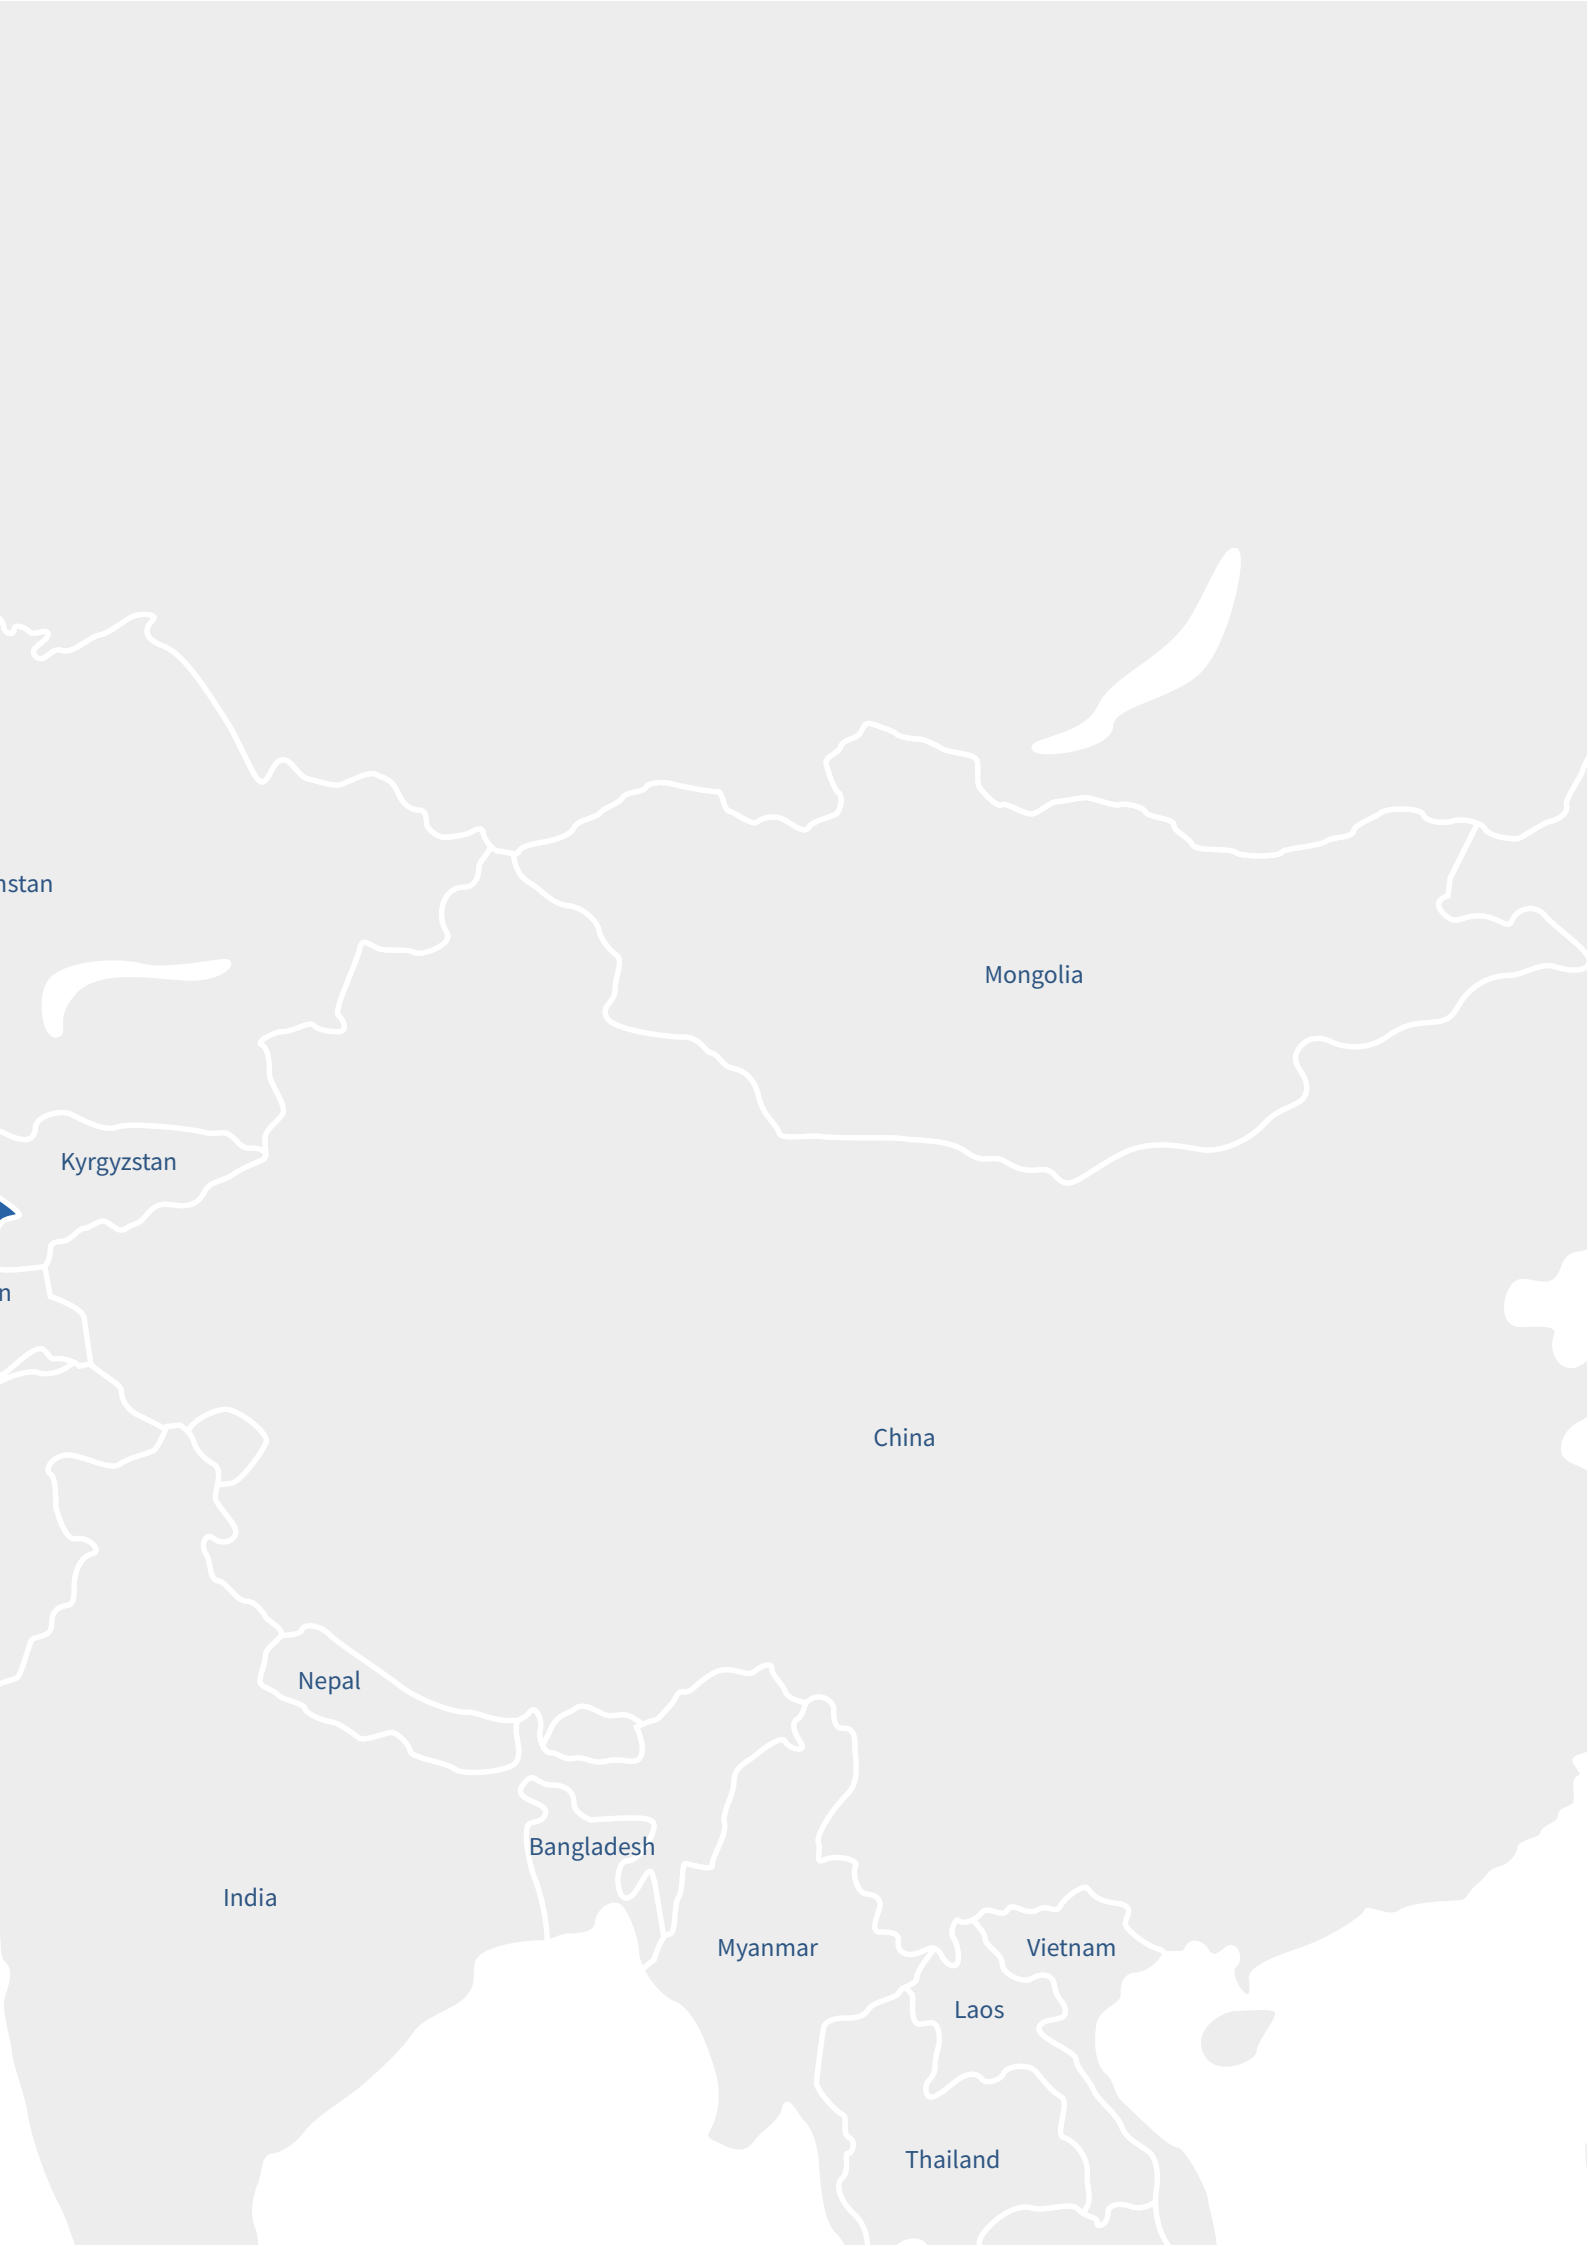 nstan
Mongolia
Kyrgyzstan
n
China
Nepal
Bangladesh
India
Myanmar
Vietnam
Laos
Thailand